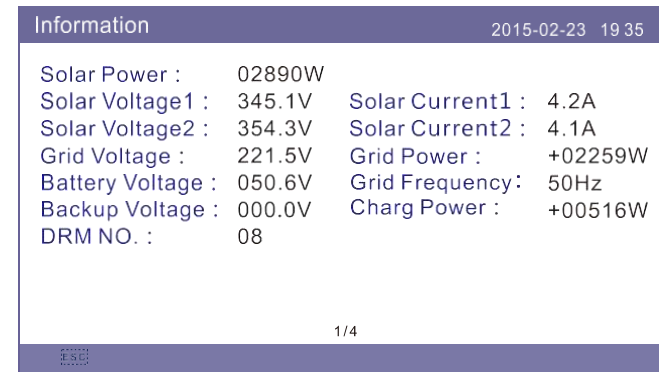 Information 2015-02-23 19 35
Solar Power : 02890W
Solar Voltage1 : 345.1V Solar Current1 : 4.2A
Solar Voltage2 : 354.3V Solar Current2 : 4.1A
Grid Voltage : 221.5V Grid Power : +02259W
Battery Voltage : 050.6V Grid Frequency: 50Hz
Backup Voltage : 000.0V Charg Power : +00516W
DRM NO. : 08
1/4
ESC